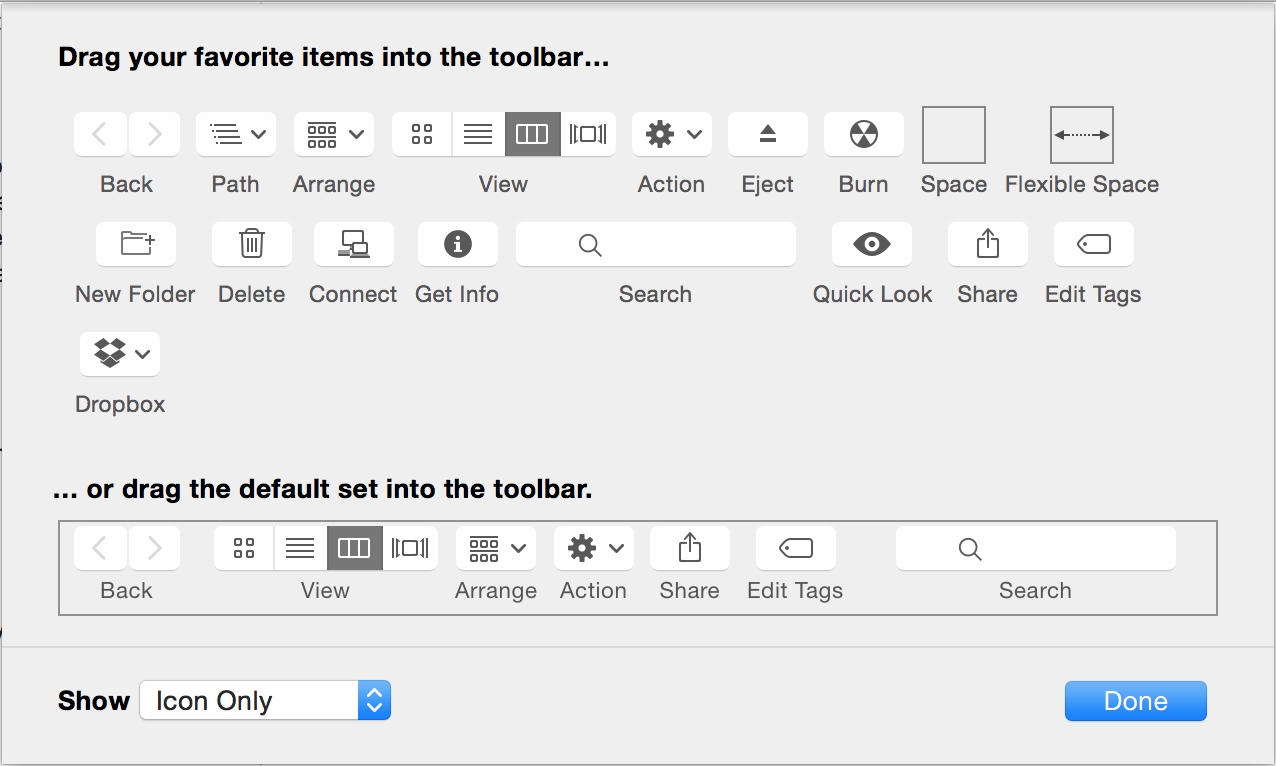 Drag your favorite items into the toolbar…
Back Path Arrange View Action Eject Burn Space Flexible Space
New Folder Delete Connect Get Info Search Quick Look Share Edit Tags
Dropbox
… or drag the default set into the toolbar.
Back View Arrange Action Share Edit Tags Search
Show Icon Only Done